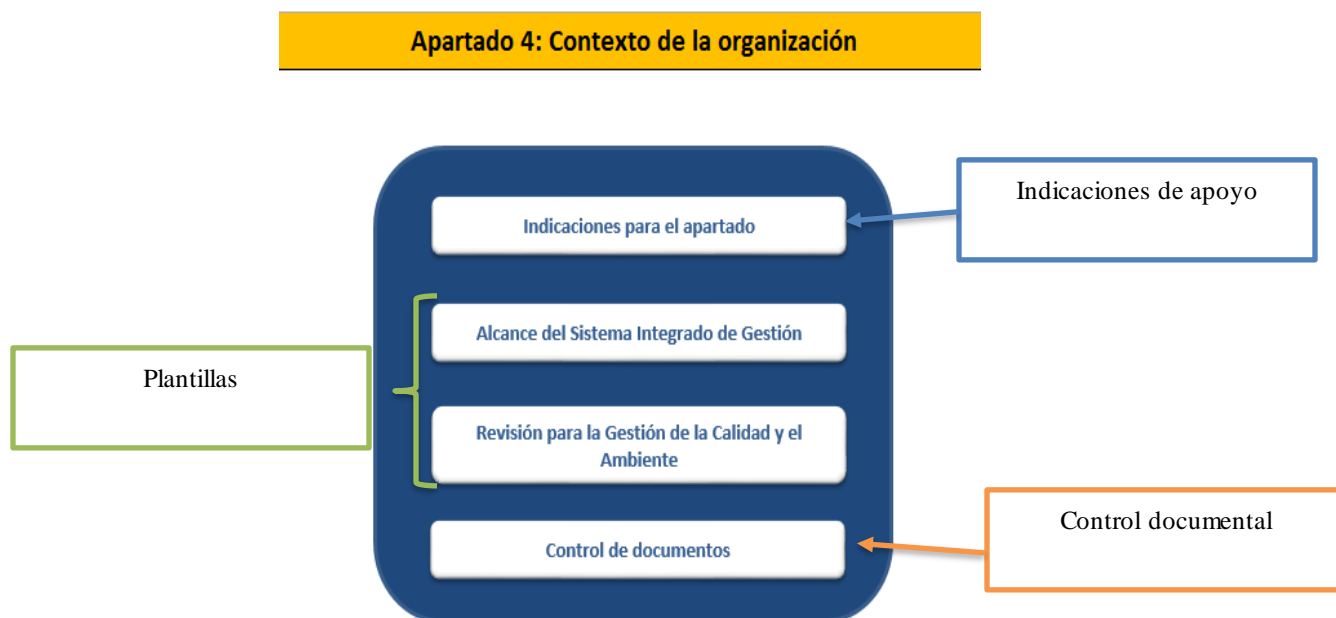 Apartado 4: Contexto de la organización
Indicaciones para el apartado
Indicaciones de apoyo
Alcance del Sistema Integrado de Gestión
Plantillas
Revisión para la Gestión de la Calidad y el
Ambiente
Control de documentos
Control documental